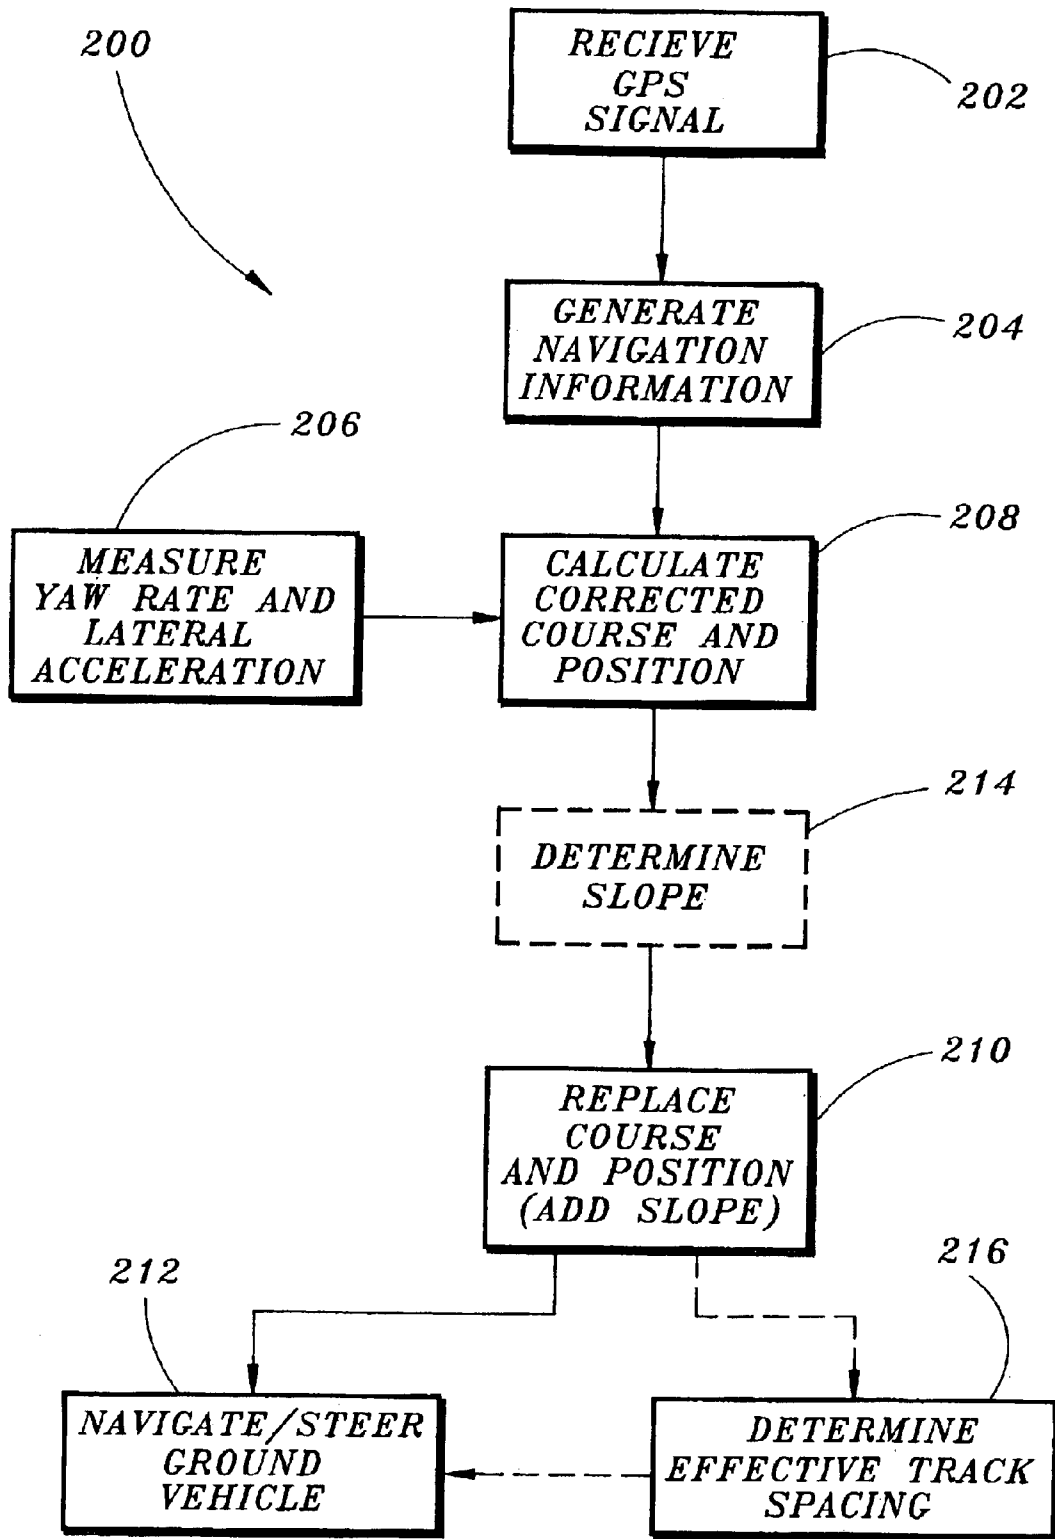 200
RECIEVE
GPS
SIGNAL
202
GENERATE
NAVIGATION
INFORMATION
204
206
MEASURE
YAW RATE AND
LATERAL
ACCELERATION
CALCULATE
CORRECTED
COURSE AND
POSITION
208
DETERMINE
SLOPE
214
REPLACE
COURSE
AND POSITION
(ADD SLOPE)
210
212
NAVIGATE/STEER
GROUND
VEHICLE
216
DETERMINE
EFFECTIVE TRACK
SPACING